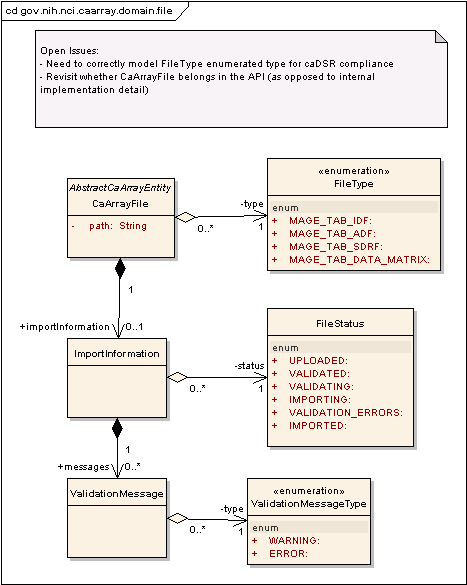 cd gov.nih.nci.caarray.domain.file
Open Issues:
- Need to correctly model FileType enumerated type for caDSR compliance
- Revisit whether CaArrayFile belongs in the API (as opposed to internal
implementation detail)
AbstractCaArrayEntity
CaArrayFile
- path: String
-type
0..*
1
«enumeration»
FileType
enum
+ MAGE_TAB_IDF:
+ MAGE_TAB_ADF:
+ MAGE_TAB_SDRF:
+ MAGE_TAB_DATA_MATRIX:
1
+importInformation
0..1
ImportInformation
-status
0..*
1
FileStatus
enum
+ UPLOADED:
+ VALIDATED:
+ VALIDATING:
+ IMPORTING:
+ VALIDATION_ERRORS:
+ IMPORTED:
1
+messages
0..*
ValidationMessage
-type
0..*
1
«enumeration»
ValidationMessageType
enum
+ WARNING:
+ ERROR: